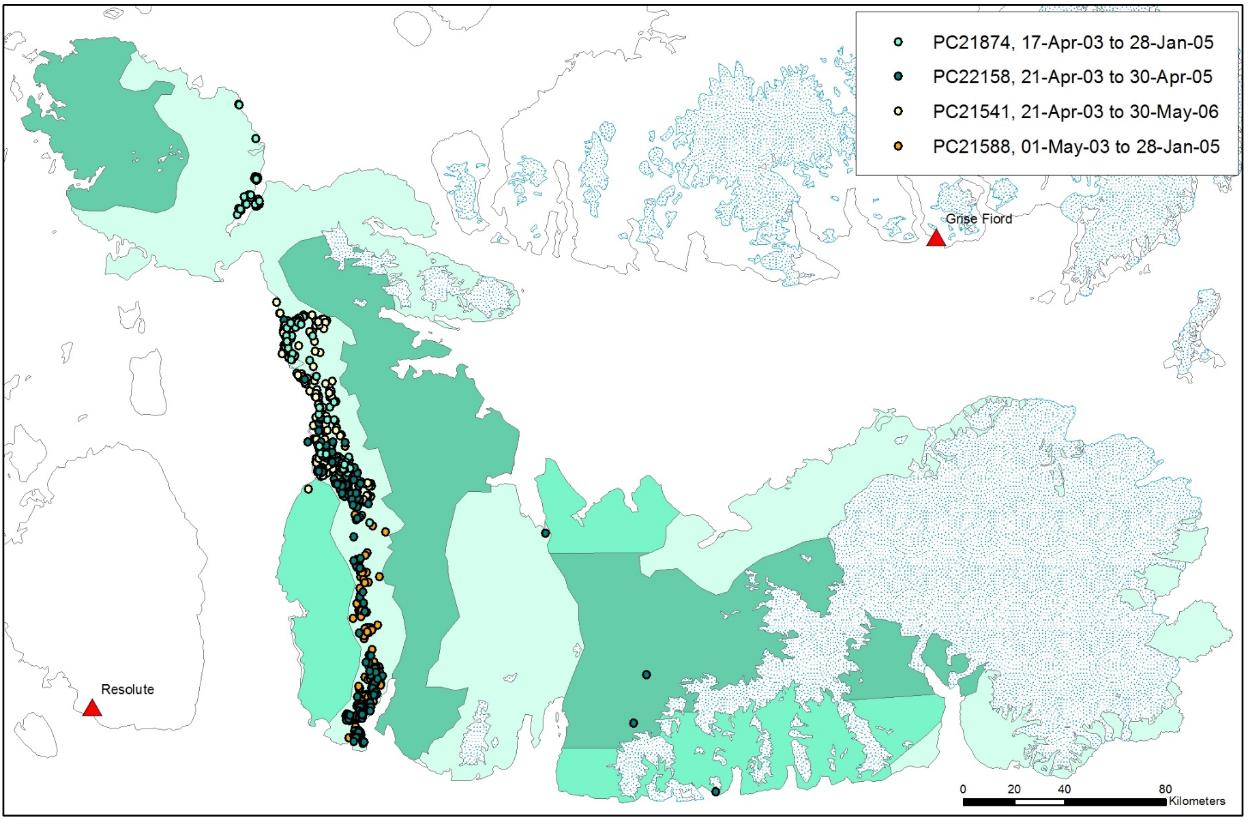 PC21874, 17-Apr-03 to 28-Jan-05
PC22158, 21-Apr-03 to 30-Apr-05
PC21541, 21-Apr-03 to 30-May-06
PC21588, 01-May-03 to 28-Jan-05
Grise Fiord
Resolute
0 20 40 80
Kilometers